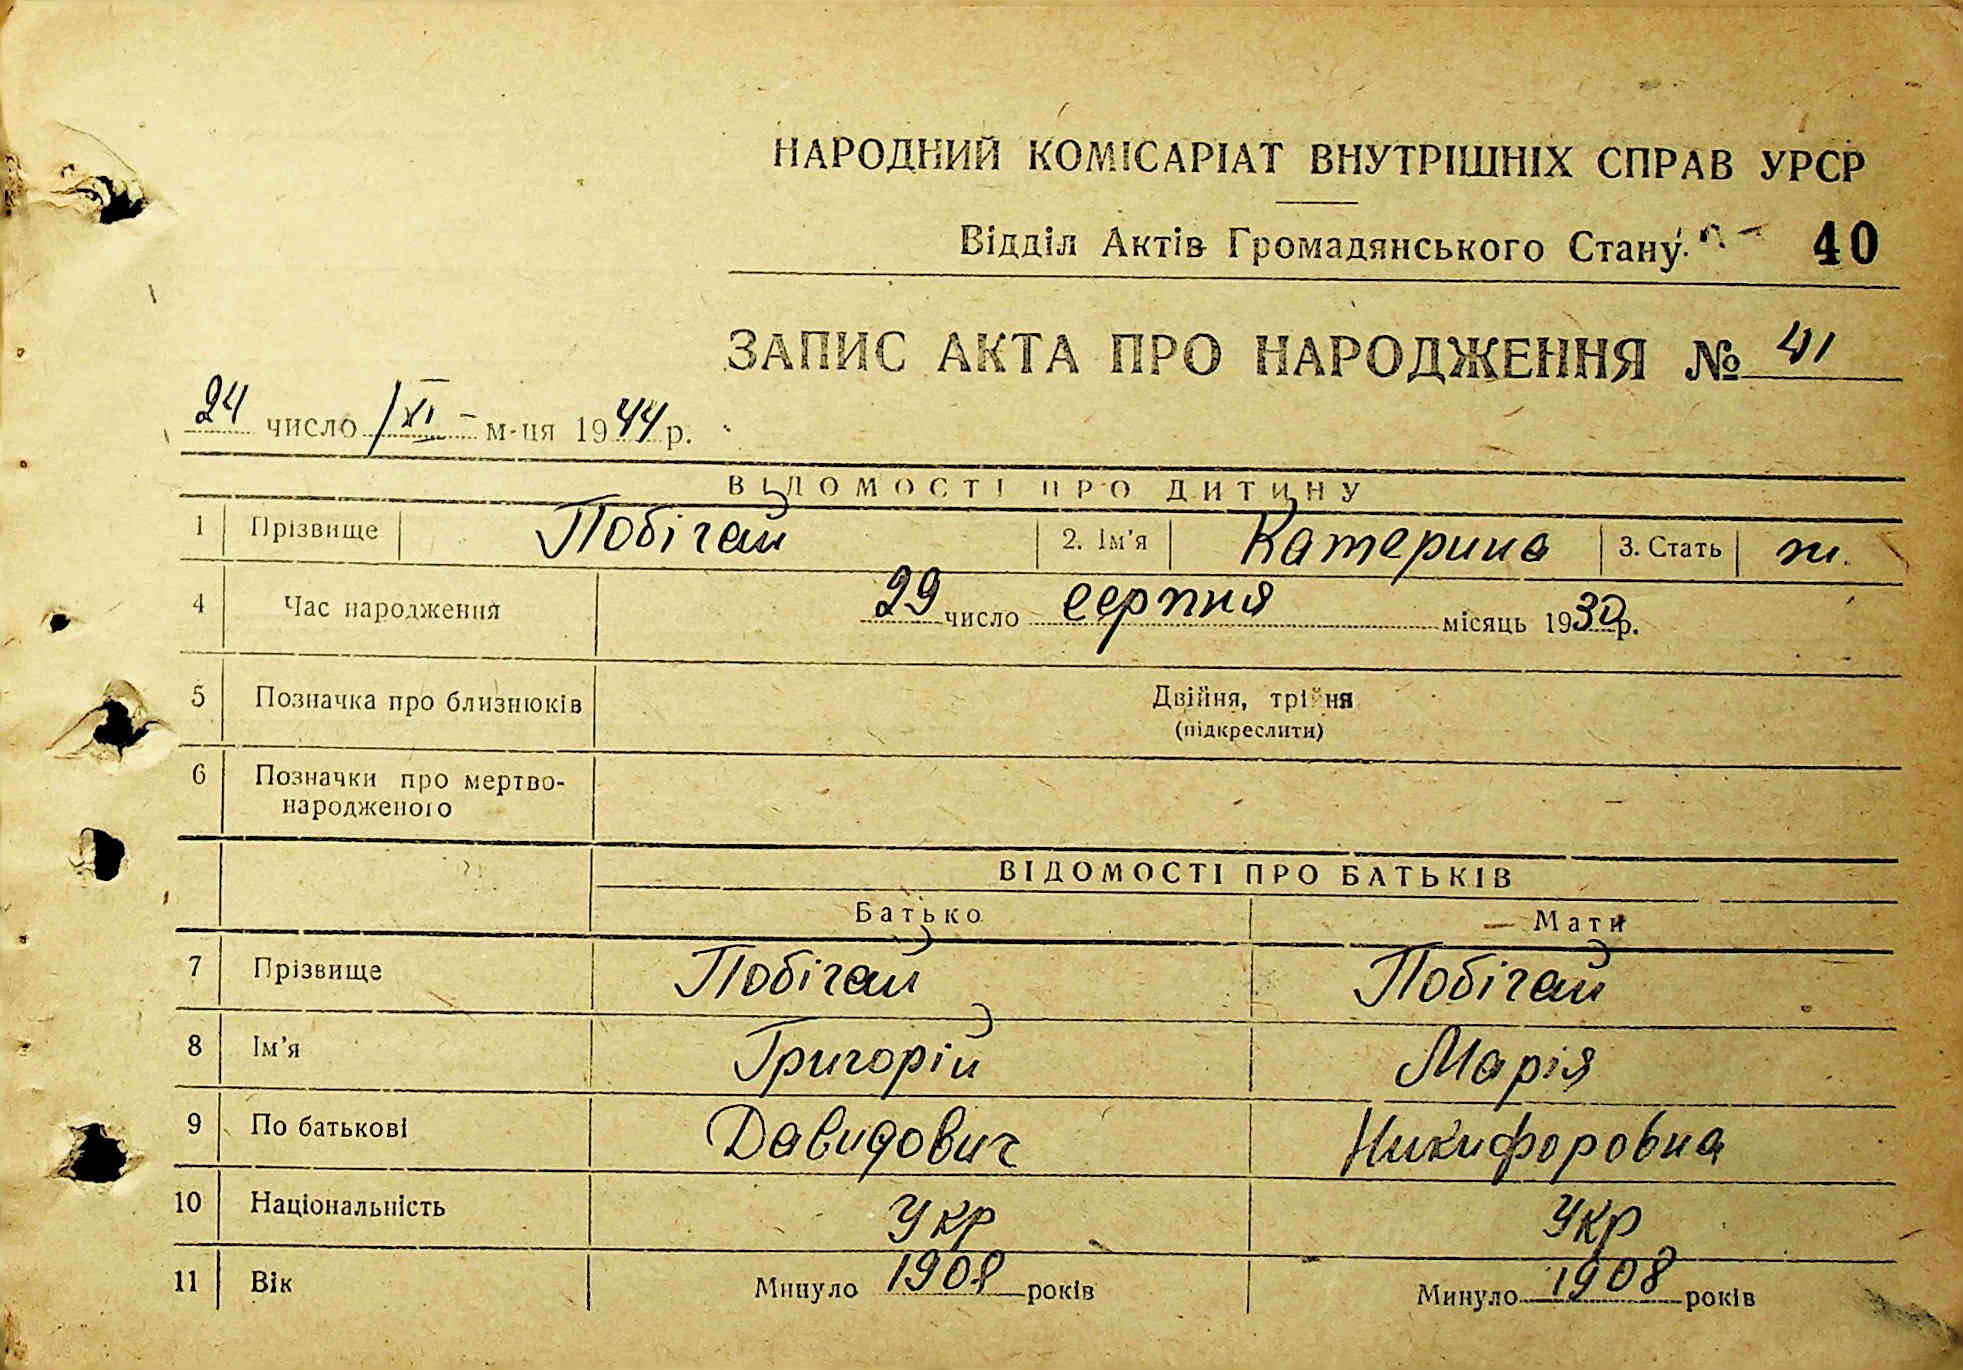 НАРОДНИЙ КОМІСАРІАТ ВНУТРІШНІХ СПРАВ УРСР
Відділ Актів Громадянського Стану. 40
ЗАПИС АКТА ПРО НАРОДЖЕННЯ № 41
24 число /XI м-ця 1944 р.
ВІДОМОСТІ ПРО ДИТИНУ
1 Прізвище Побігай 2. Ім'я Катерина 3. Стать ж.
4 Час народження 29 число серпня місяць 1930 р.
5 Позначка про близнюків Двійня, трійня
(підкреслити)
6 Позначки про мертво-
народженого
ВІДОМОСТІ ПРО БАТЬКІВ
Батько Мати
7 Прізвище Побігай Побігай
8 Ім'я Григорій Марія
9 По батькові Давидович Никифоровна
10 Національність Укр Укр
11 Вік Минуло 1908 років Минуло 1908 років